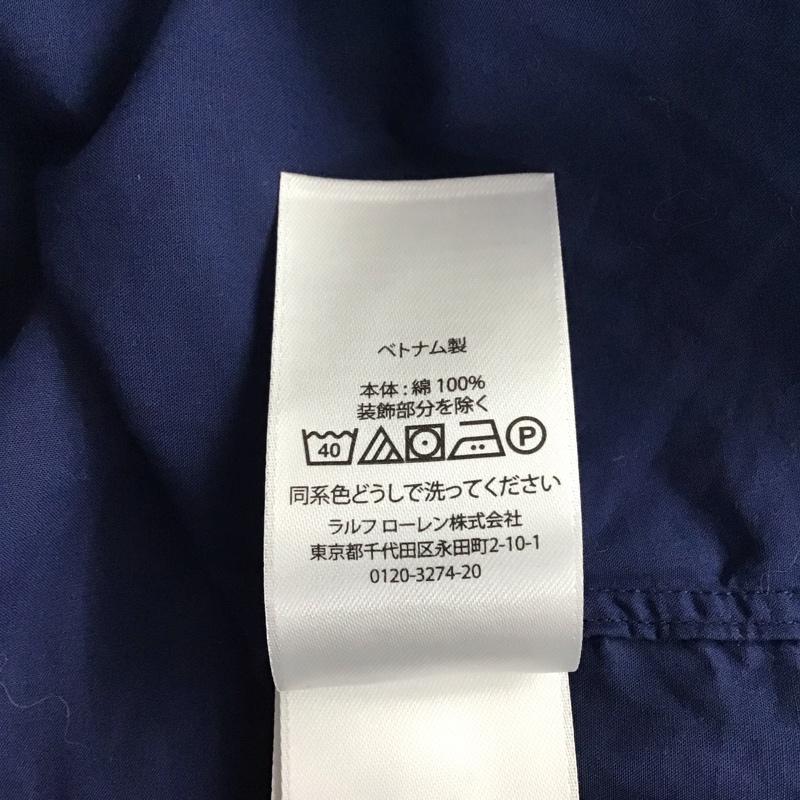 ベトナム製
本体 : 綿 100%
装飾部分を除く
40 P
同系色どうしで洗ってください
ラルフ ローレン株式会社
東京都千代田区永田町2-10-1
0120-3274-20